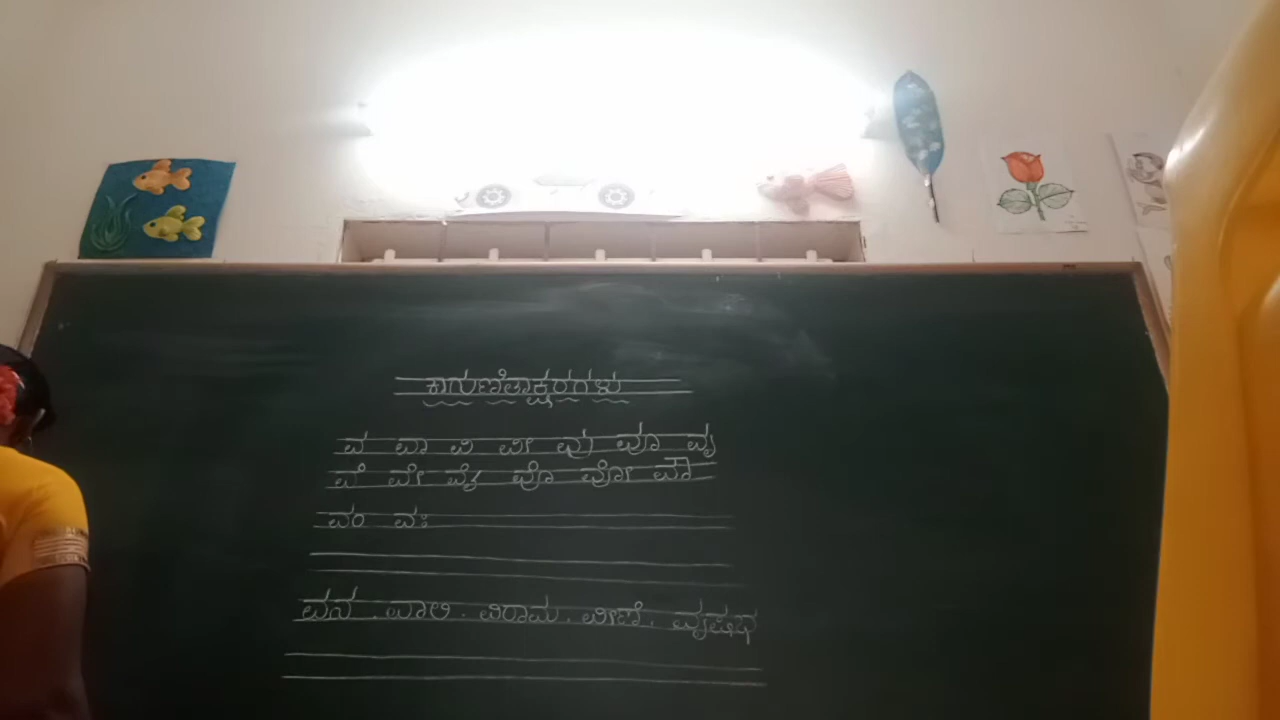 ಕಾಗುಣಿತಾಕ್ಷರಗಳು
ವ ವಾ ವಿ ವೀ ವು ವೂ ವೃ
ವೆ ವೇ ವೈ ವೊ ವೋ ವೌ
ವಂ ವಃ
ವನ . ವಾಲಿ . ವಿರಾಮ . ವೀಣೆ . ವೃಷಭ